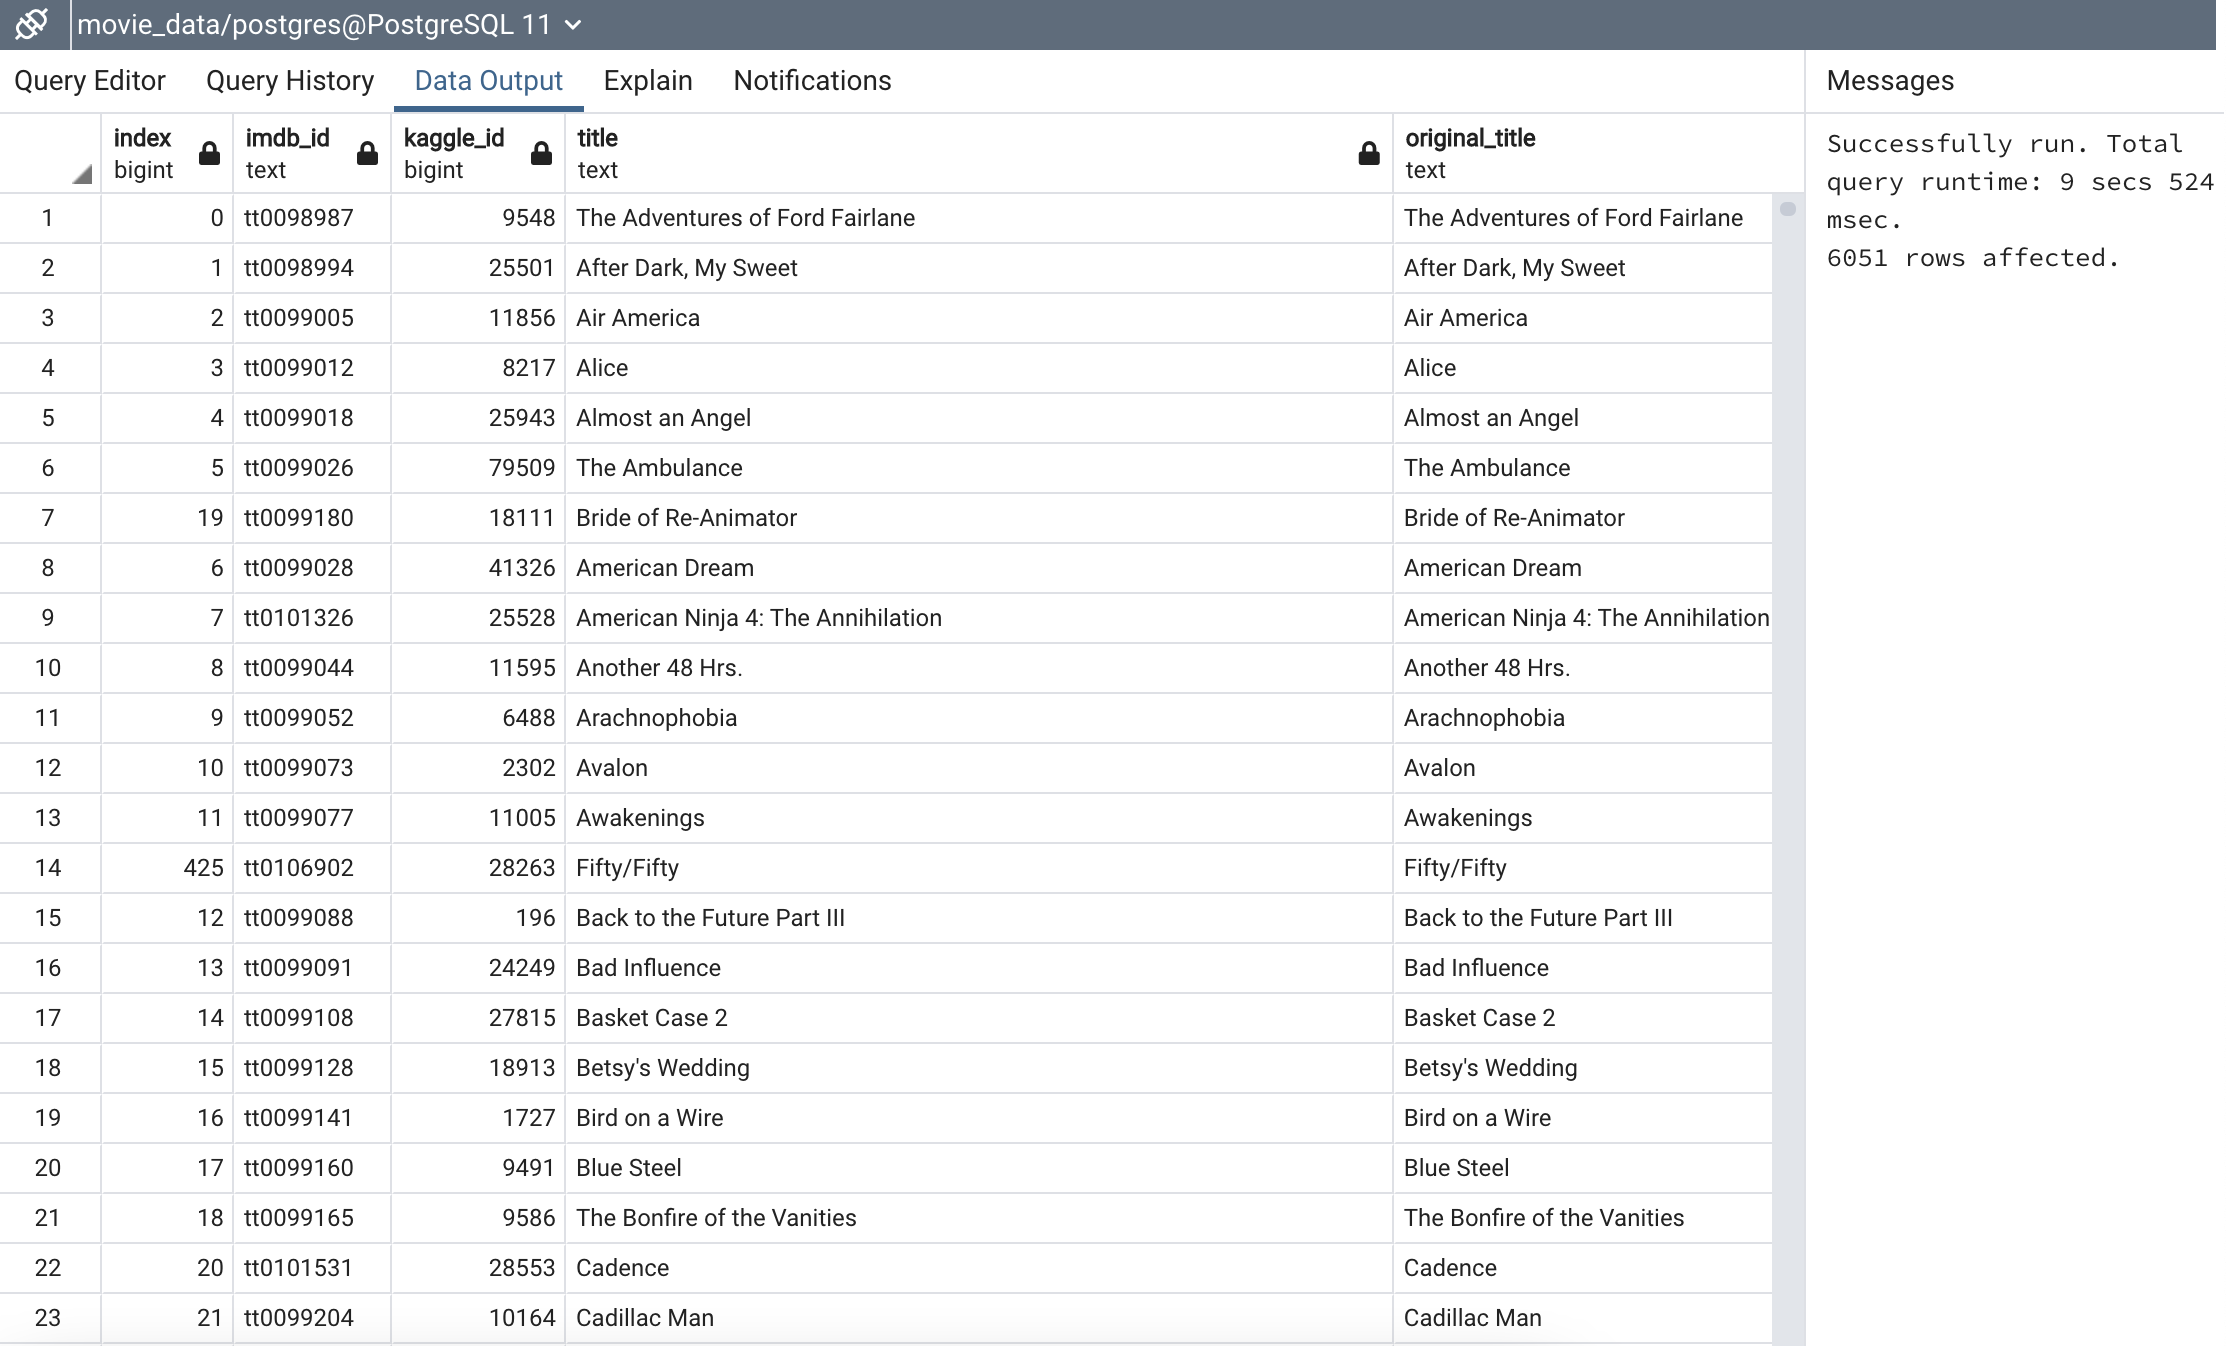 movie_data/postgres@PostgreSQL 11
Query Editor Query History Data Output Explain Notifications Messages
index imdb_id kaggle_id title original_title
bigint text bigint text text
1 0 tt0098987 9548 The Adventures of Ford Fairlane The Adventures of Ford Fairlane
2 1 tt0098994 25501 After Dark, My Sweet After Dark, My Sweet
3 2 tt0099005 11856 Air America Air America
4 3 tt0099012 8217 Alice Alice
5 4 tt0099018 25943 Almost an Angel Almost an Angel
6 5 tt0099026 79509 The Ambulance The Ambulance
7 19 tt0099180 18111 Bride of Re-Animator Bride of Re-Animator
8 6 tt0099028 41326 American Dream American Dream
9 7 tt0101326 25528 American Ninja 4: The Annihilation American Ninja 4: The Annihilation
10 8 tt0099044 11595 Another 48 Hrs. Another 48 Hrs.
11 9 tt0099052 6488 Arachnophobia Arachnophobia
12 10 tt0099073 2302 Avalon Avalon
13 11 tt0099077 11005 Awakenings Awakenings
14 425 tt0106902 28263 Fifty/Fifty Fifty/Fifty
15 12 tt0099088 196 Back to the Future Part III Back to the Future Part III
16 13 tt0099091 24249 Bad Influence Bad Influence
17 14 tt0099108 27815 Basket Case 2 Basket Case 2
18 15 tt0099128 18913 Betsy's Wedding Betsy's Wedding
19 16 tt0099141 1727 Bird on a Wire Bird on a Wire
20 17 tt0099160 9491 Blue Steel Blue Steel
21 18 tt0099165 9586 The Bonfire of the Vanities The Bonfire of the Vanities
22 20 tt0101531 28553 Cadence Cadence
23 21 tt0099204 10164 Cadillac Man Cadillac Man
Successfully run. Total
query runtime: 9 secs 524
msec.
6051 rows affected.